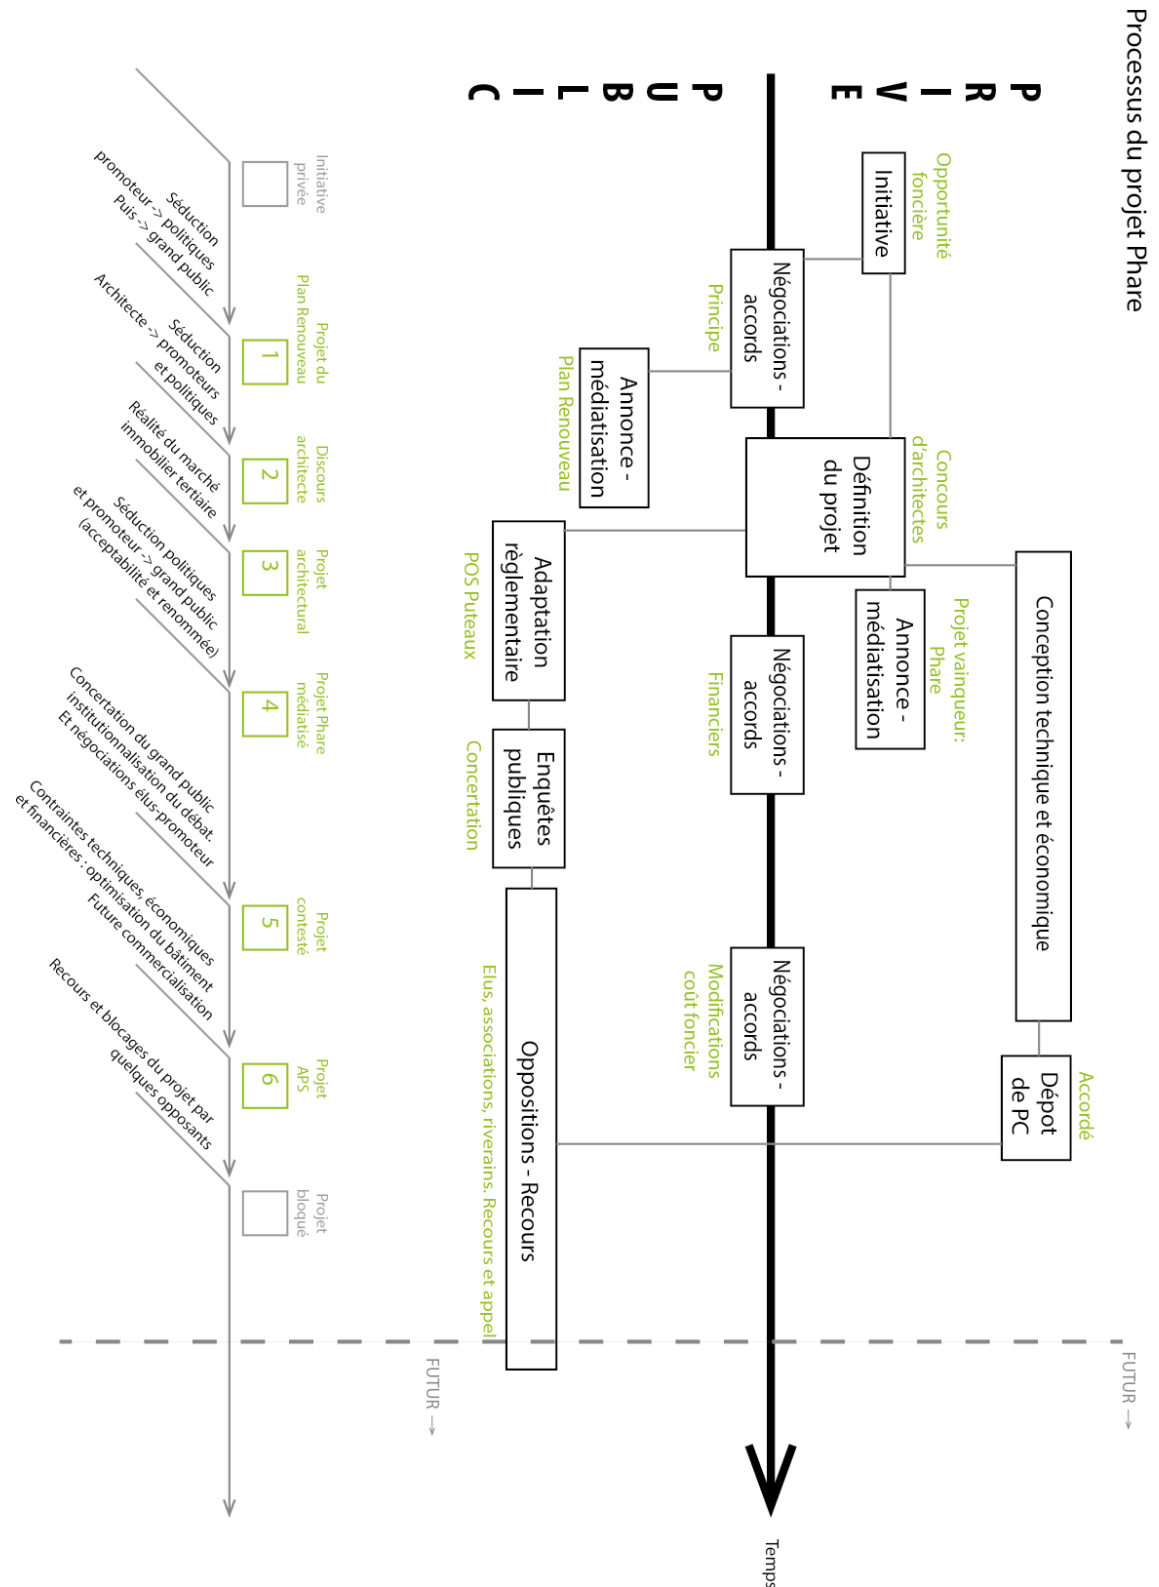 Processus du projet Phare
PRIVE
PUBLIC
Opportunité
foncière
Initiative
Négociations -
accords
Principe
Annonce -
médiatisation
Plan Renouveau
Concours
d'architectes
Définition
du projet
Conception technique et économique
Projet vainqueur:
Phare
Annonce -
médiatisation
Négociations -
accords
Financiers
Adaptation
règlementaire
POS Puteaux
Enquêtes
publiques
Concertation
Négociations -
accords
Modifications
coût foncier
Accordé
Dépot
de PC
Oppositions - Recours
Elus, associations, riverains. Recours et appel
FUTUR →
Temps
FUTUR →
Initiative
privée
Projet du
Plan Renouveau
1
Discours
architecte
2
Projet
architectural
3
Projet Phare
médiatisé
4
Projet
contesté
5
Projet
APS
6
Projet
bloqué
Séduction
promoteur -> politiques
Puis -> grand public
Séduction
Architecte -> promoteurs
et politiques
Réalité du marché
immobilier tertiaire
Séduction politiques
et promoteur -> grand public
(acceptabilité et renommée)
Concertation du grand public
institutionnalisation du débat.
Et négociations élus-promoteur
Contraintes techniques, économiques
et financières : optimisation du bâtiment
Future commercialisation
Recours et blocages du projet par
quelques opposants